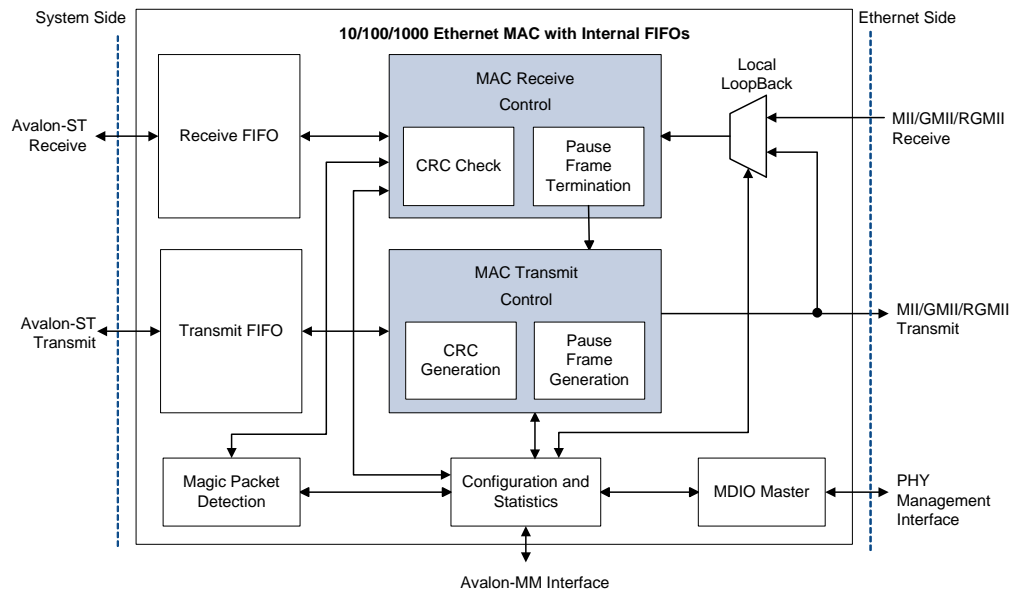 System Side
Ethernet Side
10/100/1000 Ethernet MAC with Internal FIFOs
Local
LoopBack
MAC Receive
Control
Avalon-ST
Receive
Receive FIFO
CRC Check
Pause
Frame
Termination
MII/GMII/RGMII
Receive
MAC Transmit
Control
Avalon-ST
Transmit
Transmit FIFO
CRC
Generation
Pause
Frame
Generation
MII/GMII/RGMII
Transmit
Magic Packet
Detection
Configuration and
Statistics
MDIO Master
PHY
Management
Interface
Avalon-MM Interface